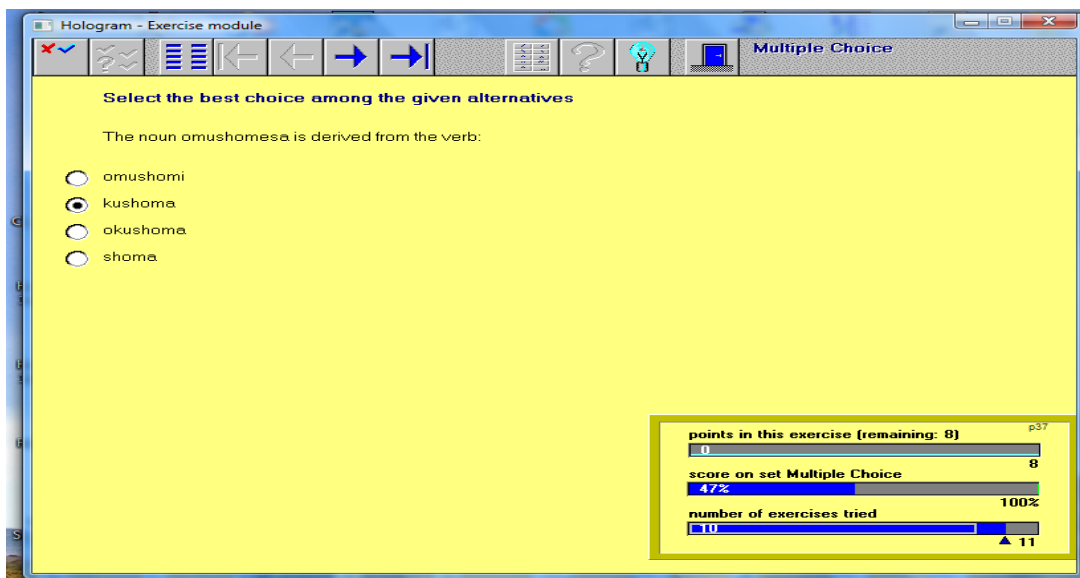 Hologram - Exercise module
Multiple Choice
Select the best choice among the given alternatives
The noun omushomesa is derived from the verb:
omushomi
kushoma
okushoma
shoma
p37
points in this exercise (remaining: 8)
0
8
score on set Multiple Choice
47%
100%
number of exercises tried
10
11